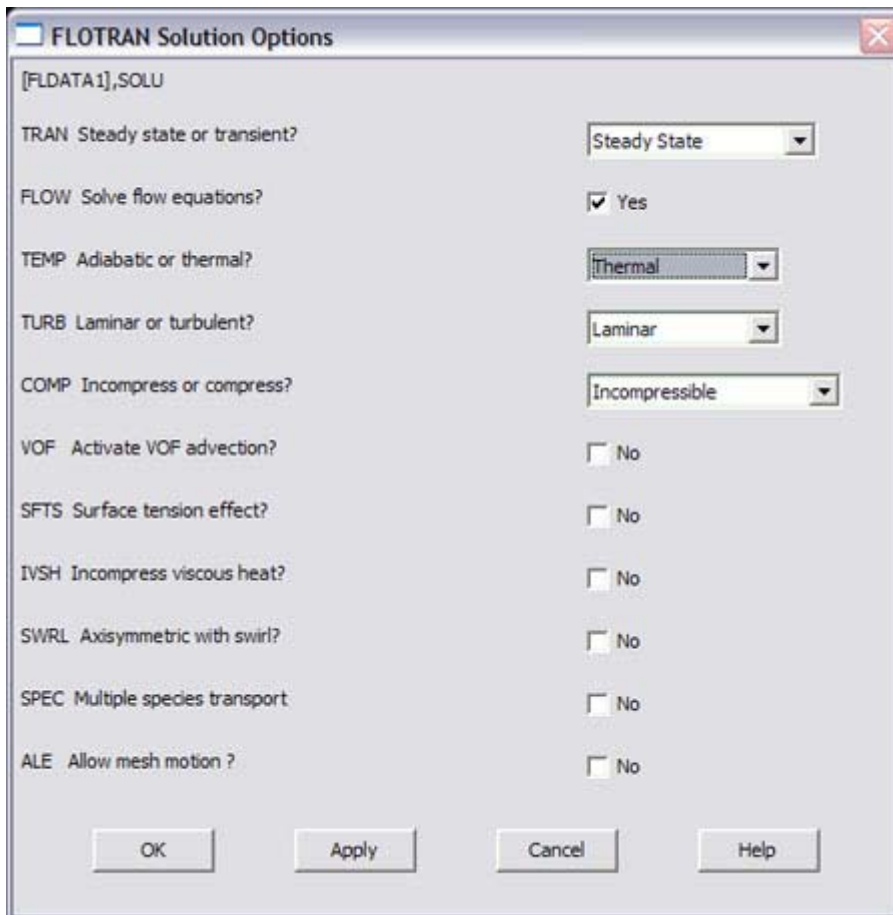 FLOTRAN Solution Options
[FLDATA1],SOLU
TRAN Steady state or transient? Steady State
FLOW Solve flow equations? Yes
TEMP Adiabatic or thermal? Thermal
TURB Laminar or turbulent? Laminar
COMP Incompress or compress? Incompressible
VOF Activate VOF advection? No
SFTS Surface tension effect? No
IVSH Incompress viscous heat? No
SWRL Axisymmetric with swirl? No
SPEC Multiple species transport No
ALE Allow mesh motion ? No
OK Apply Cancel Help